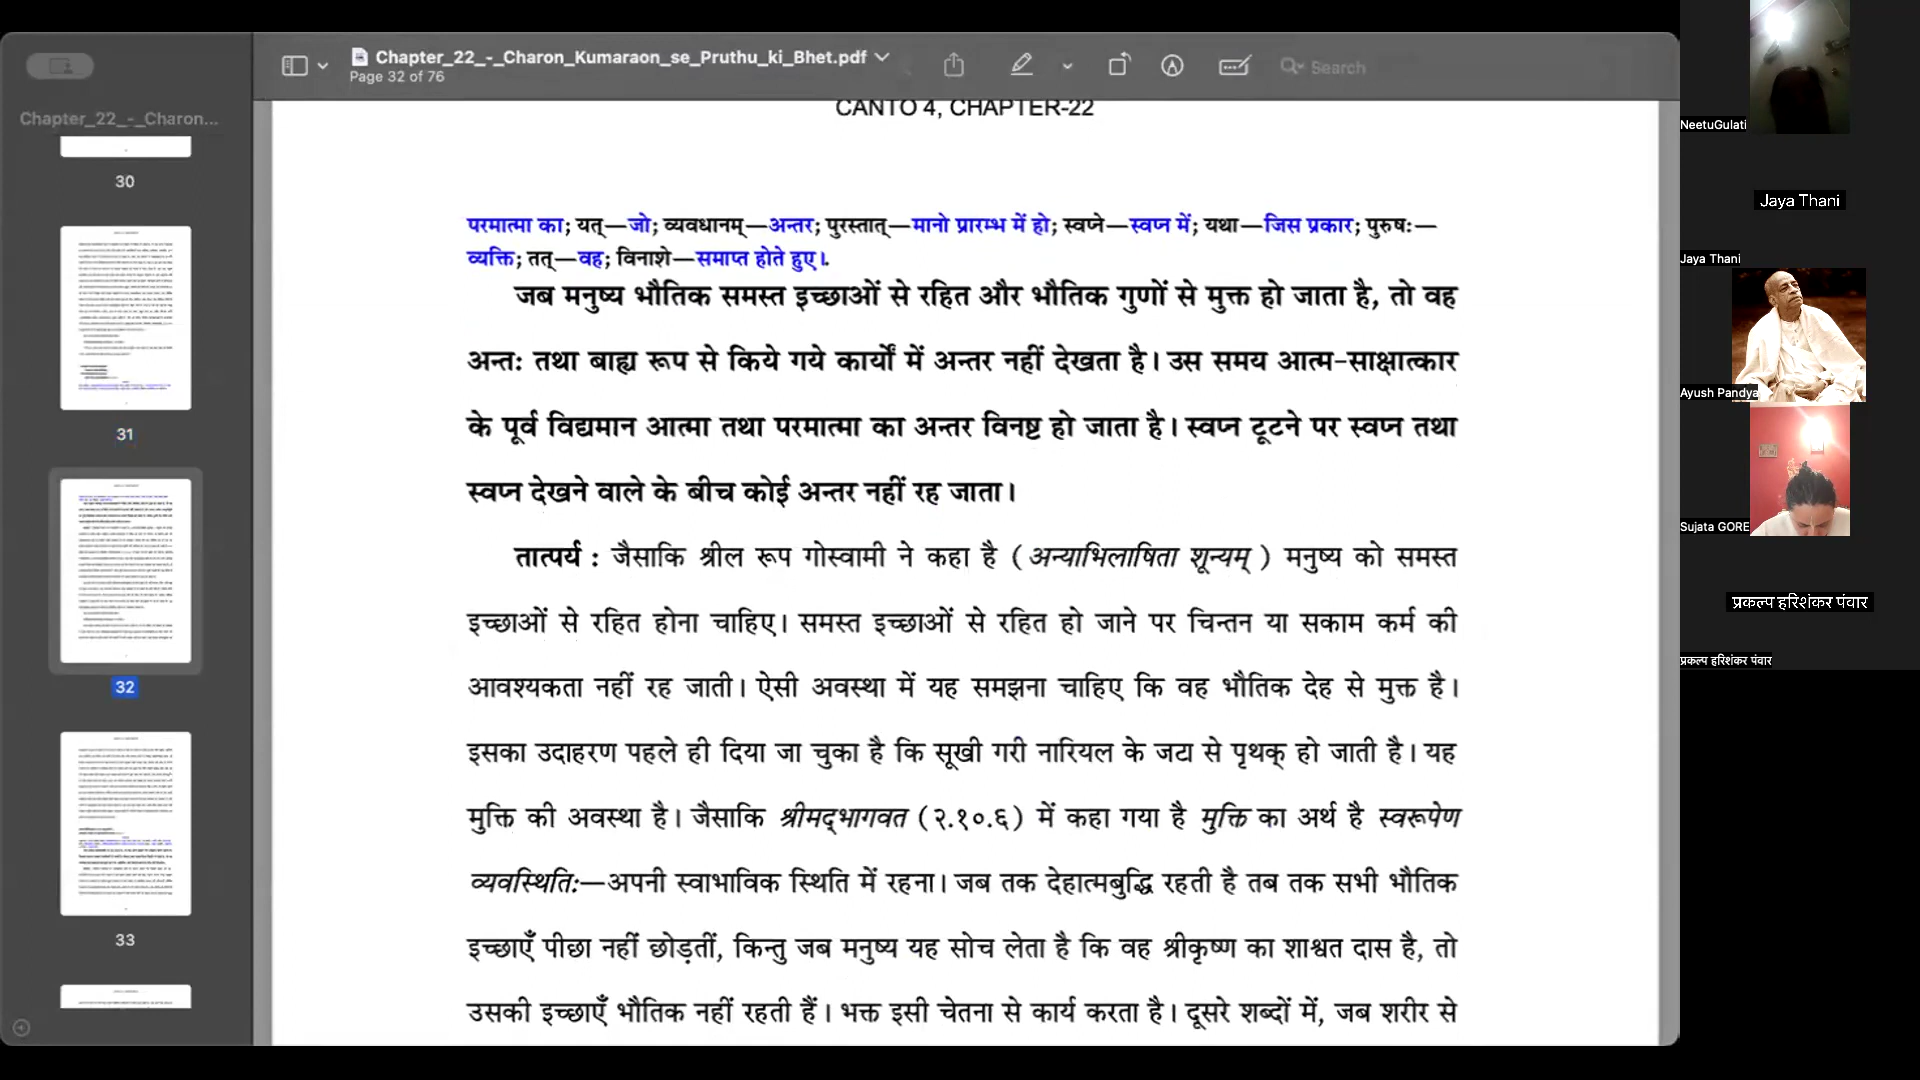 Chapter_22_-_Charon_Kumaraon_se_Pruthu_ki_Bhet.pdf
Page 32 of 76
Search
Chapter_22_-_Charon...
30
31
32
33
CANTO 4, CHAPTER-22
परमात्मा का; यत्—जो; व्यवधानम्—अन्तर; पुरस्तात्—मानो प्रारम्भ में हो; स्वप्ने—स्वप्न में; यथा—जिस प्रकार; पुरुषः—
व्यक्ति; तत्—वह; विनाशे—समाप्त होते हुए।.
जब मनुष्य भौतिक समस्त इच्छाओं से रहित और भौतिक गुणों से मुक्त हो जाता है, तो वह
अन्तः तथा बाह्य रूप से किये गये कार्यों में अन्तर नहीं देखता है। उस समय आत्म-साक्षात्कार
के पूर्व विद्यमान आत्मा तथा परमात्मा का अन्तर विनष्ट हो जाता है। स्वप्न टूटने पर स्वप्न तथा
स्वप्न देखने वाले के बीच कोई अन्तर नहीं रह जाता।
तात्पर्य : जैसाकि श्रील रूप गोस्वामी ने कहा है (अन्याभिलाषिता शून्यम्) मनुष्य को समस्त
इच्छाओं से रहित होना चाहिए। समस्त इच्छाओं से रहित हो जाने पर चिन्तन या सकाम कर्म की
आवश्यकता नहीं रह जाती। ऐसी अवस्था में यह समझना चाहिए कि वह भौतिक देह से मुक्त है।
इसका उदाहरण पहले ही दिया जा चुका है कि सूखी गरी नारियल के जटा से पृथक् हो जाती है। यह
मुक्ति की अवस्था है। जैसाकि श्रीमद्भागवत (२.१०.६) में कहा गया है मुक्ति का अर्थ है स्वरूपेण
व्यवस्थितिः—अपनी स्वाभाविक स्थिति में रहना। जब तक देहात्मबुद्धि रहती है तब तक सभी भौतिक
इच्छाएँ पीछा नहीं छोड़तीं, किन्तु जब मनुष्य यह सोच लेता है कि वह श्रीकृष्ण का शाश्वत दास है, तो
उसकी इच्छाएँ भौतिक नहीं रहती हैं। भक्त इसी चेतना से कार्य करता है। दूसरे शब्दों में, जब शरीर से
NeetuGulati
Jaya Thani
Jaya Thani
Ayush Pandya
Sujata GORE
प्रकल्प हरिशंकर पंवार
प्रकल्प हरिशंकर पंवार